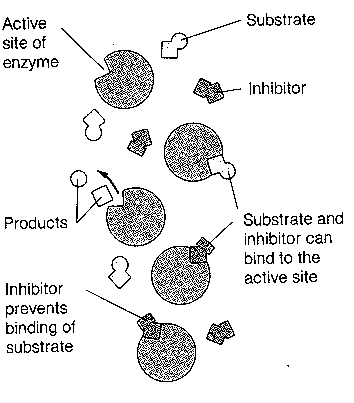 Active
site of
enzyme
Substrate
Inhibitor
Products
Substrate and
inhibitor can
bind to the
active site
Inhibitor
prevents
binding of
substrate